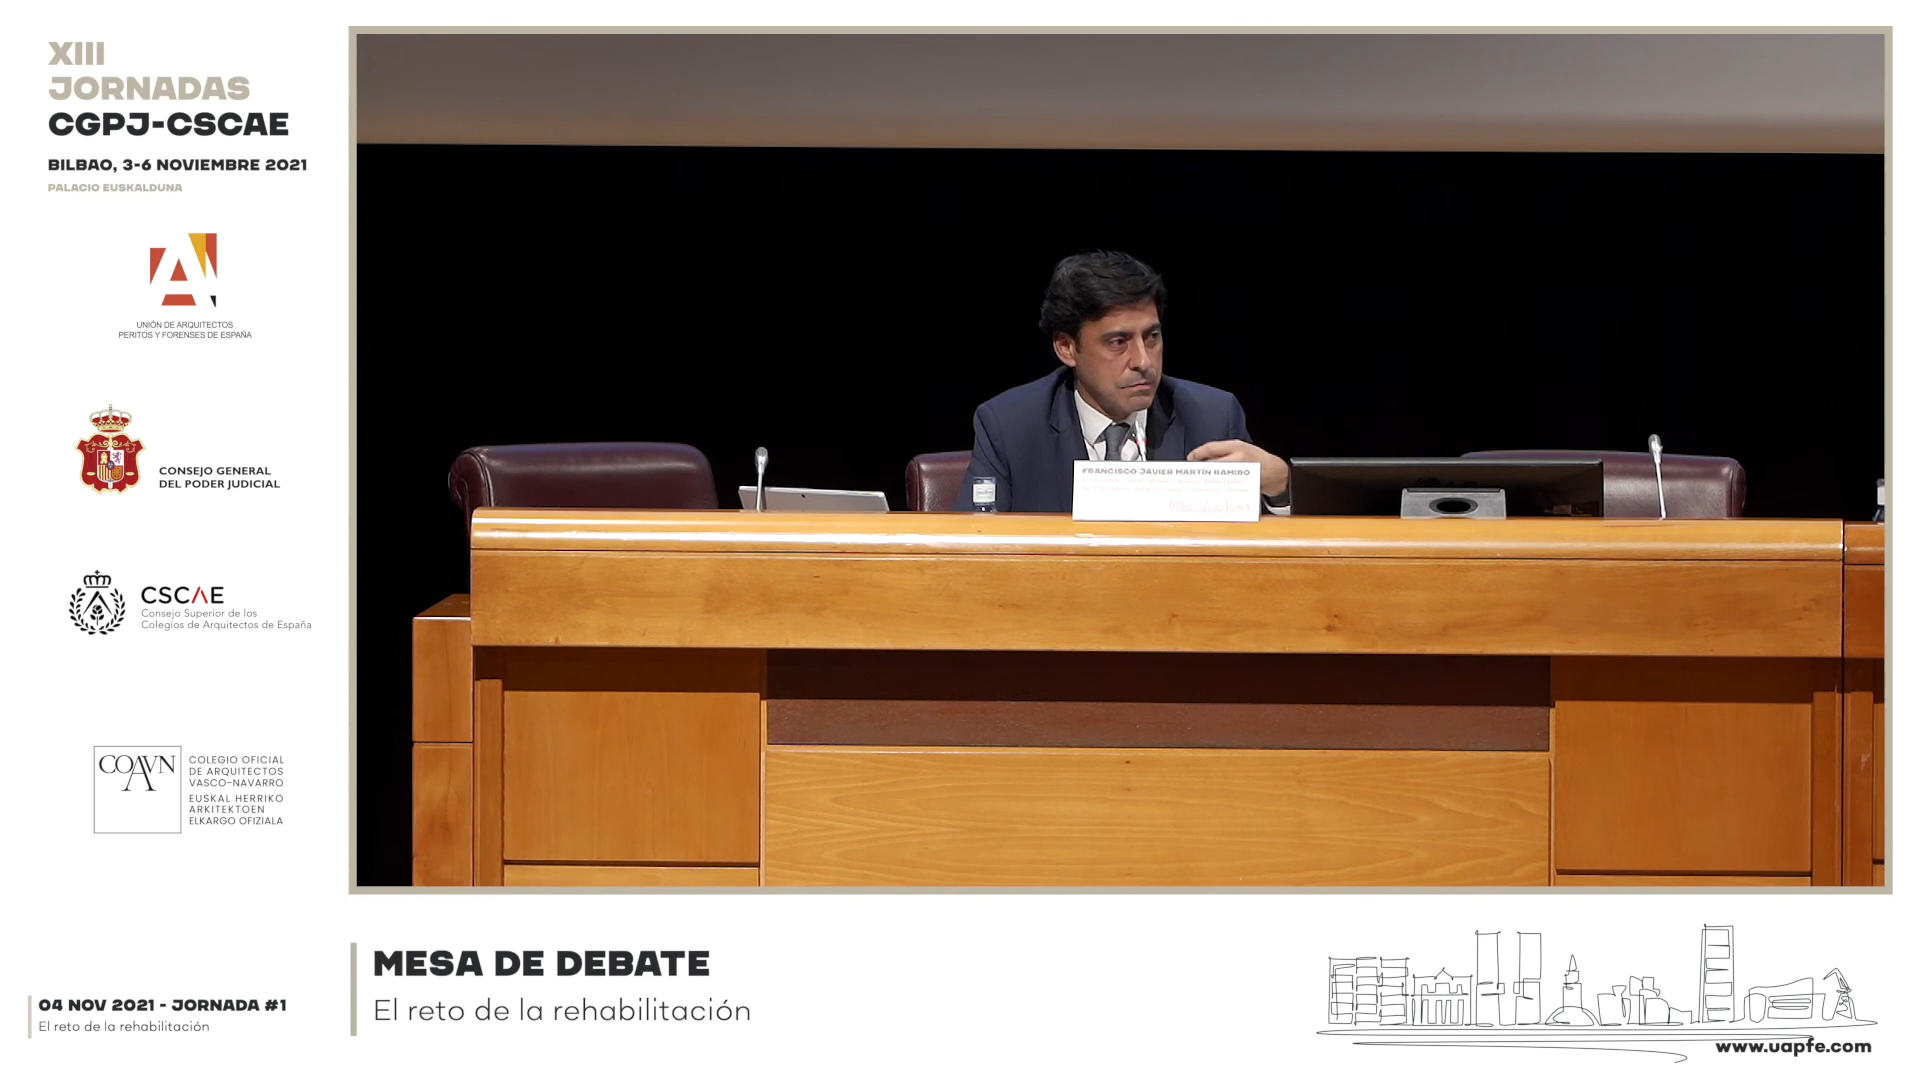 XIII
JORNADAS
CGPJ-CSCAE
BILBAO, 3-6 NOVIEMBRE 2021
PALACIO EUSKALDUNA
UNIÓN DE ARQUITECTOS
PERITOS Y FORENSES DE ESPAÑA
CONSEJO GENERAL
DEL PODER JUDICIAL
CSCAE
Consejo Superior de los
Colegios de Arquitectos de España
COAVN
COLEGIO OFICIAL
DE ARQUITECTOS
VASCO-NAVARRO
EUSKAL HERRIKO
ARKITEKTOEN
ELKARGO OFIZIALA
04 NOV 2021 - JORNADA #1
El reto de la rehabilitación
FRANCISCO JAVIER MARTÍN RAMIRO
MESA DE DEBATE
El reto de la rehabilitación
www.uapfe.com